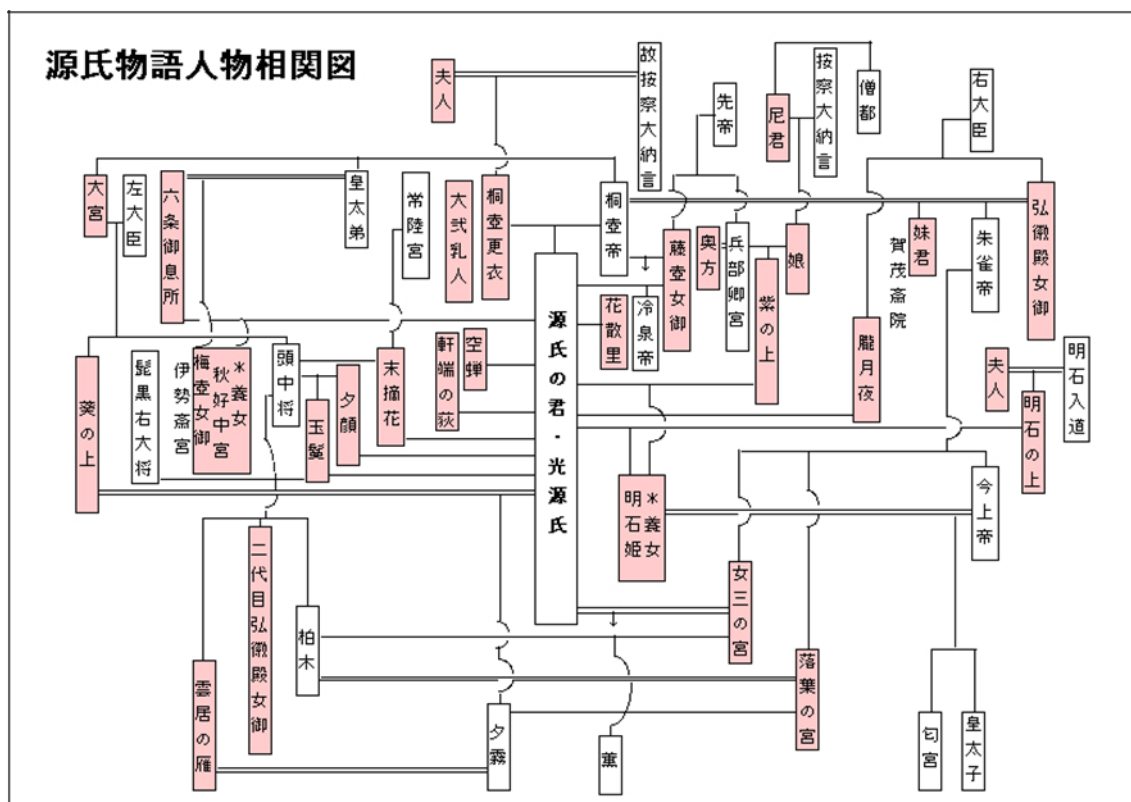 源氏物語人物相関図
夫人
故按察大納言
先帝
尼君
按察大納言
僧都
右大臣
大宮
左大臣
六条御息所
皇太弟
常陸宮
大弐乳人
桐壺更衣
桐壺帝
藤壺女御
奥方
兵部卿宮
娘
妹君
賀茂斎院
朱雀帝
弘徽殿女御
源氏の君・光源氏
花散里
冷泉帝
紫の上
朧月夜
夫人
明石の上
明石入道
葵の上
髭黒右大将
伊勢斎宮
*養女
秋好中宮
梅壺女御
頭中将
玉鬘
夕顔
末摘花
軒端の荻
空蝉
*養女
明石姫
今上帝
女三の宮
落葉の宮
二代目弘徽殿女御
柏木
雲居の雁
夕霧
薫
匂宮
皇太子